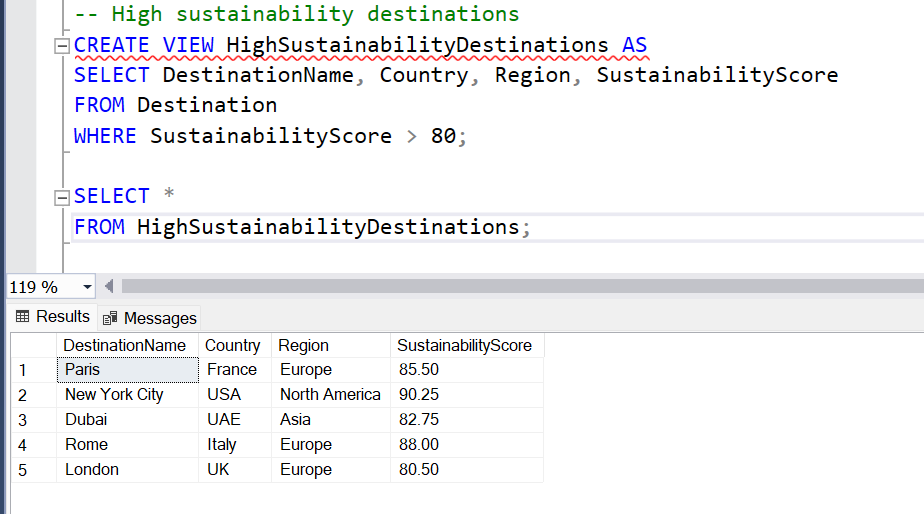 -- High sustainability destinations
CREATE VIEW HighSustainabilityDestinations AS
SELECT DestinationName, Country, Region, SustainabilityScore
FROM Destination
WHERE SustainabilityScore > 80;
SELECT *
FROM HighSustainabilityDestinations;
119 %
Results Messages
DestinationName Country Region SustainabilityScore
1 Paris France Europe 85.50
2 New York City USA North America 90.25
3 Dubai UAE Asia 82.75
4 Rome Italy Europe 88.00
5 London UK Europe 80.50